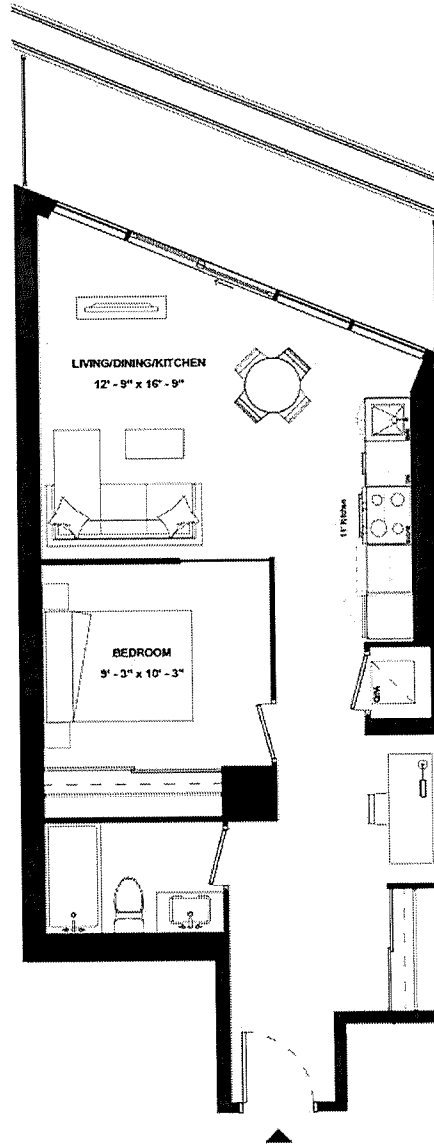 LIVING/DINING/KITCHEN
12' - 9" x 16' - 9"
11' Kitchen
BEDROOM
9' - 3" x 10' - 3"
W/D